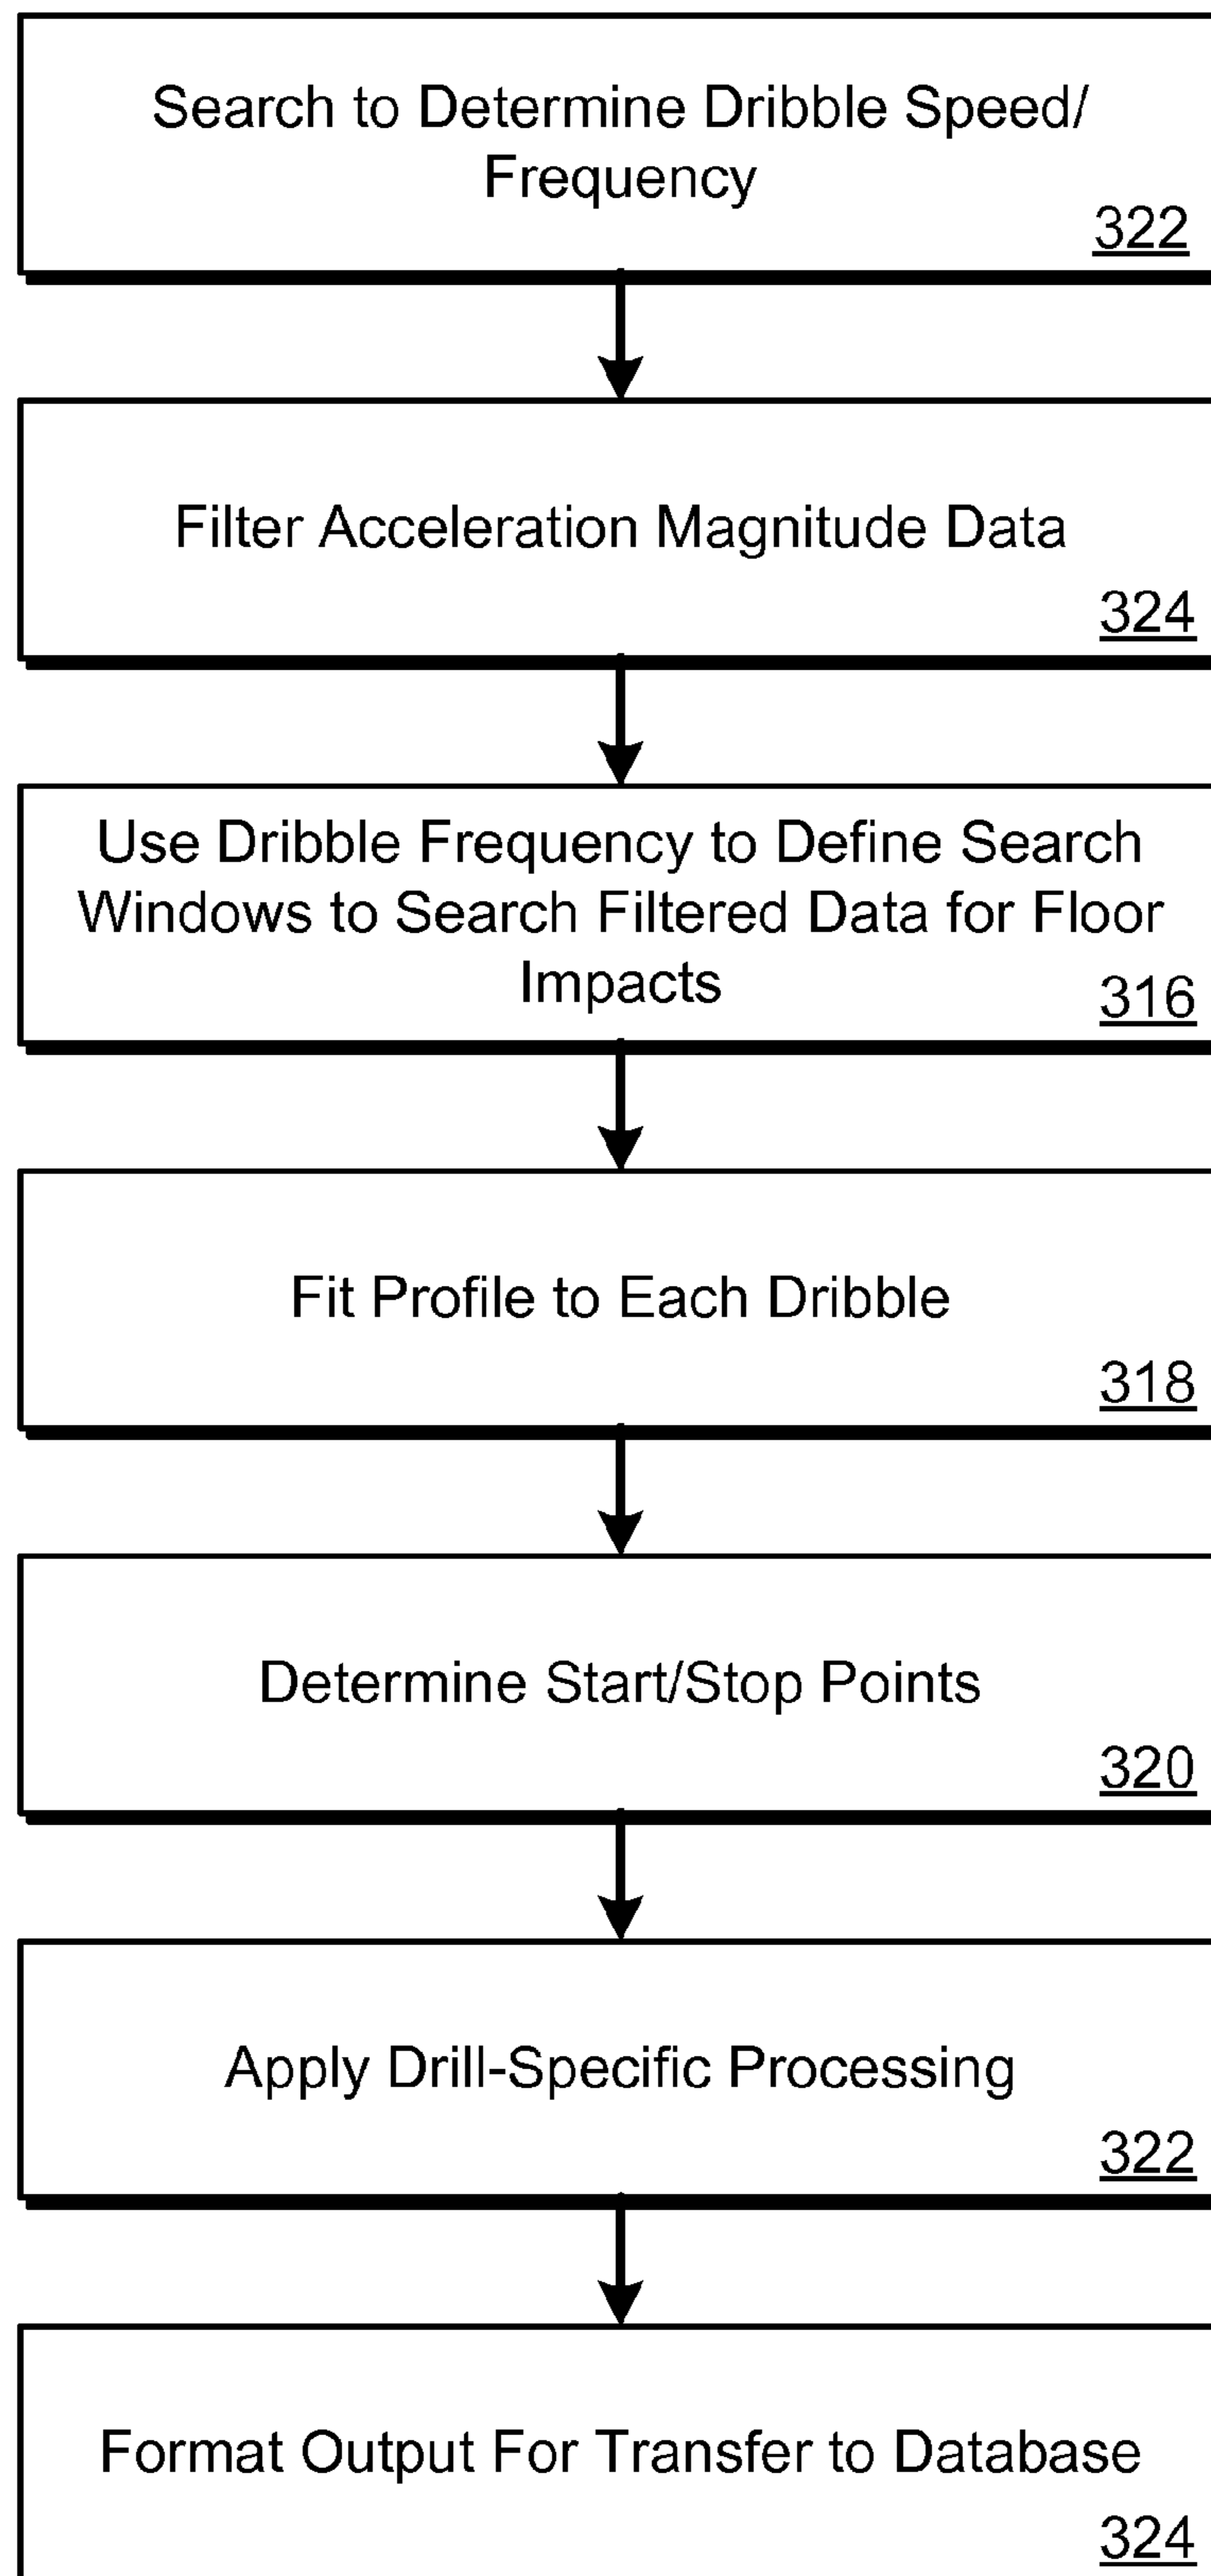 Search to Determine Dribble Speed/
Frequency
322
Filter Acceleration Magnitude Data
324
Use Dribble Frequency to Define Search
Windows to Search Filtered Data for Floor
Impacts
316
Fit Profile to Each Dribble
318
Determine Start/Stop Points
320
Apply Drill-Specific Processing
322
Format Output For Transfer to Database
324